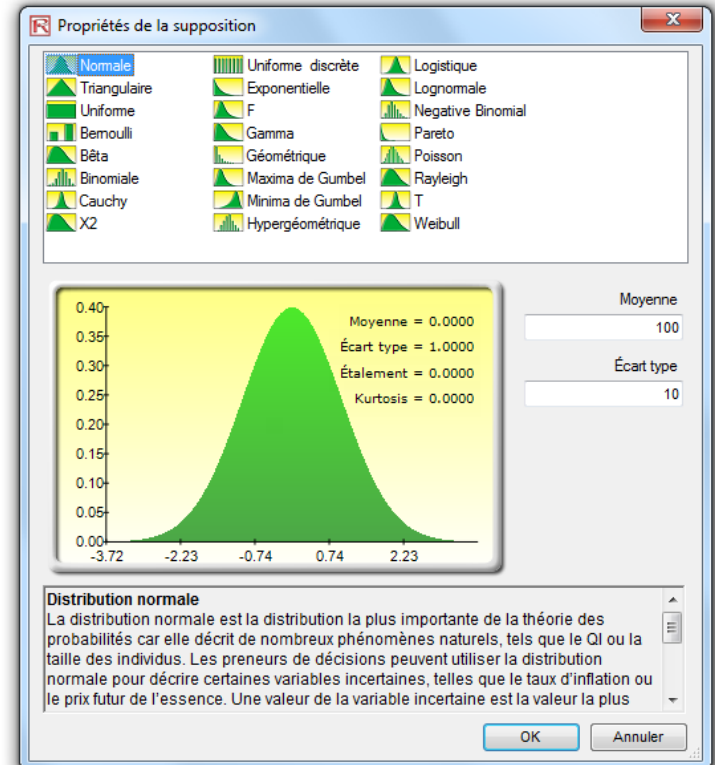 Propriétés de la supposition
Normale
Triangulaire
Uniforme
Bernoulli
Bêta
Binomiale
Cauchy
X2
Uniforme discrète
Exponentielle
F
Gamma
Géométrique
Maxima de Gumbel
Minima de Gumbel
Hypergéométrique
Logistique
Lognormale
Negative Binomial
Pareto
Poisson
Rayleigh
T
Weibull
0.40
0.35
0.30
0.25
0.20
0.15
0.10
0.05
0.00
-3.72 -2.23 -0.74 0.74 2.23
Moyenne = 0.0000
Écart type = 1.0000
Étalement = 0.0000
Kurtosis = 0.0000
Moyenne
100
Écart type
10
Distribution normale
La distribution normale est la distribution la plus importante de la théorie des
probabilités car elle décrit de nombreux phénomènes naturels, tels que le QI ou la
taille des individus. Les preneurs de décisions peuvent utiliser la distribution
normale pour décrire certaines variables incertaines, telles que le taux d'inflation ou
le prix futur de l'essence. Une valeur de la variable incertaine est la valeur la plus
OK Annuler